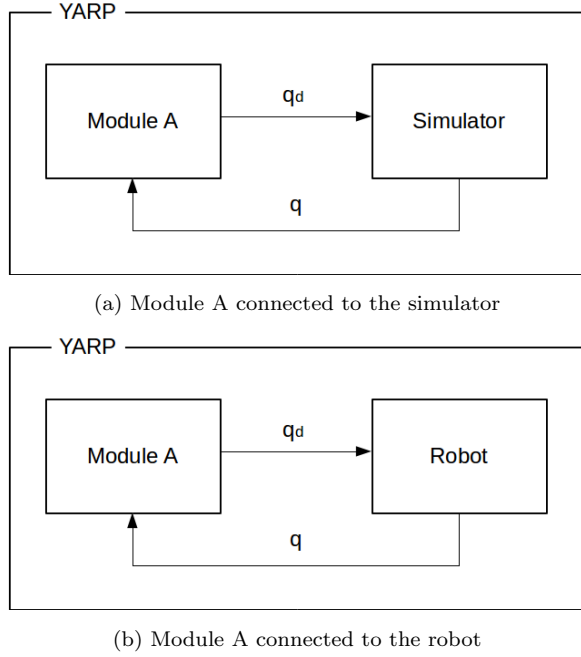 YARP
Module A
qd
Simulator
q
(a) Module A connected to the simulator
YARP
Module A
qd
Robot
q
(b) Module A connected to the robot